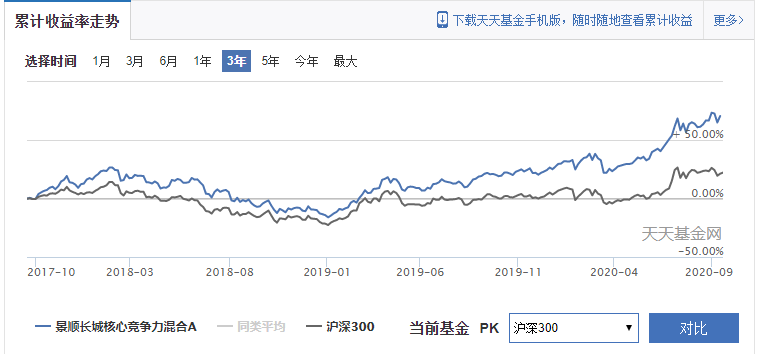 累计收益率走势
下载天天基金手机版，随时随地查看累计收益
更多>
选择时间 1月 3月 6月 1年 3年 5年 今年 最大
50.00%
0.00%
天天基金网
-50.00%
2017-10 2018-03 2018-08 2019-01 2019-06 2019-11 2020-04 2020-09
景顺长城核心竞争力混合A 同类平均 沪深300 当前基金 PK 沪深300 对比